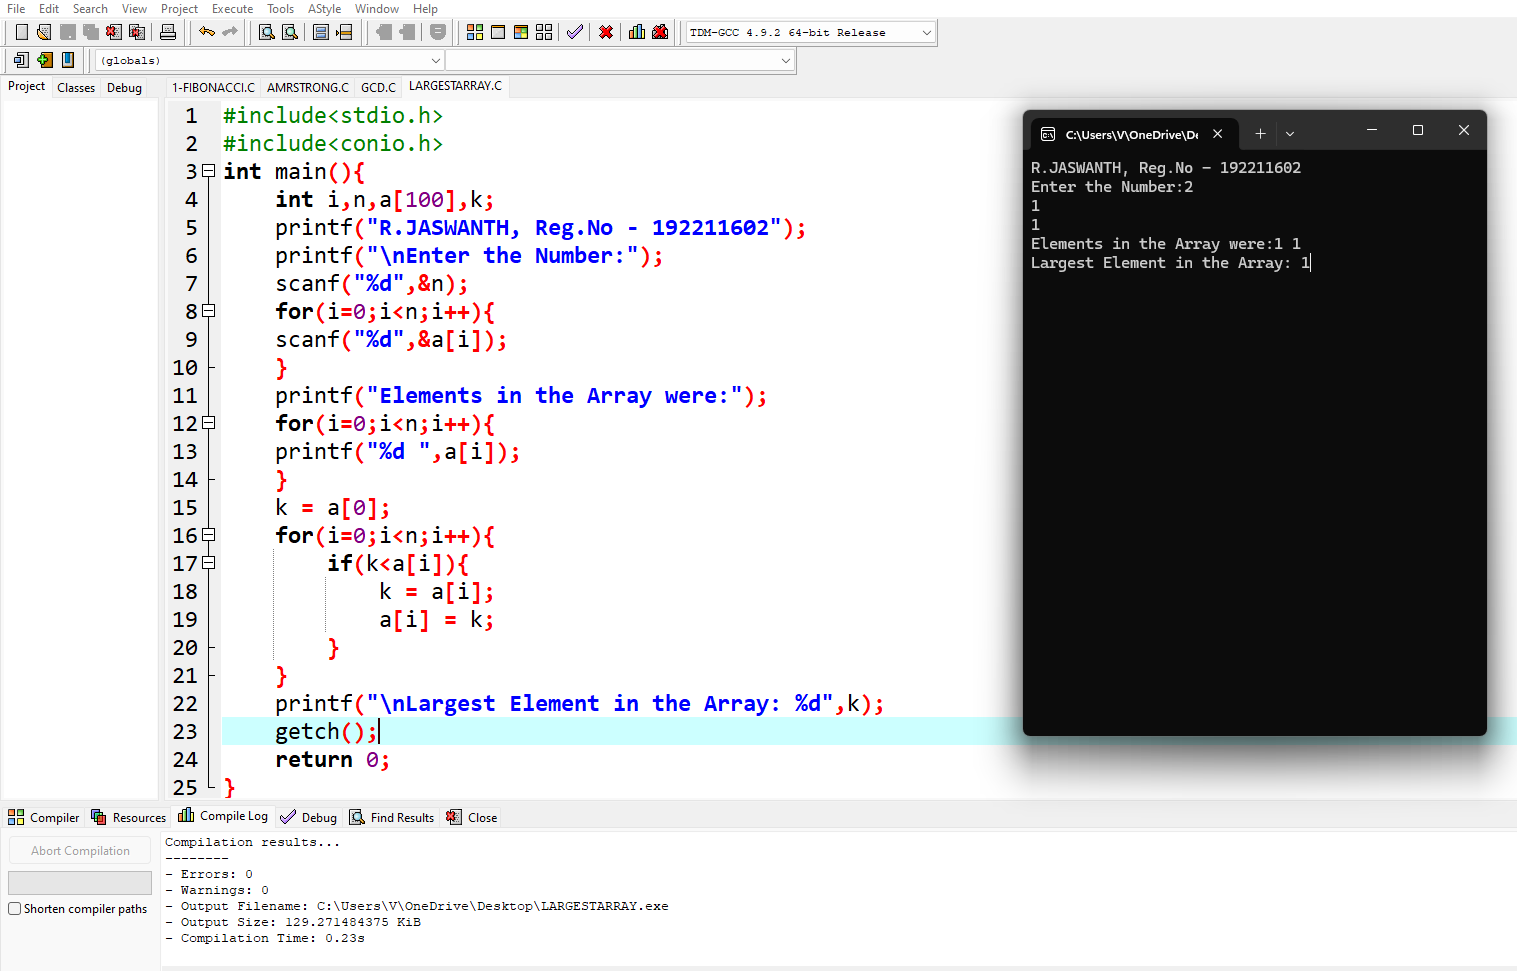 File Edit Search View Project Execute Tools AStyle Window Help
TDM-GCC 4.9.2 64-bit Release
(globals)
Project Classes Debug
1-FIBONACCI.C AMRSTRONG.C GCD.C LARGESTARRAY.C
1 #include<stdio.h>
2 #include<conio.h>
3 int main(){
4 int i,n,a[100],k;
5 printf("R.JASWANTH, Reg.No - 192211602");
6 printf("\nEnter the Number:");
7 scanf("%d",&n);
8 for(i=0;i<n;i++){
9 scanf("%d",&a[i]);
10 }
11 printf("Elements in the Array were:");
12 for(i=0;i<n;i++){
13 printf("%d ",a[i]);
14 }
15 k = a[0];
16 for(i=0;i<n;i++){
17 if(k<a[i]){
18 k = a[i];
19 a[i] = k;
20 }
21 }
22 printf("\nLargest Element in the Array: %d",k);
23 getch();
24 return 0;
25 }
C:\Users\V\OneDrive\De
R.JASWANTH, Reg.No - 192211602
Enter the Number:2
1
1
Elements in the Array were:1 1
Largest Element in the Array: 1
Compiler Resources Compile Log Debug Find Results Close
Abort Compilation
Shorten compiler paths
Compilation results...
--------
- Errors: 0
- Warnings: 0
- Output Filename: C:\Users\V\OneDrive\Desktop\LARGESTARRAY.exe
- Output Size: 129.271484375 KiB
- Compilation Time: 0.23s